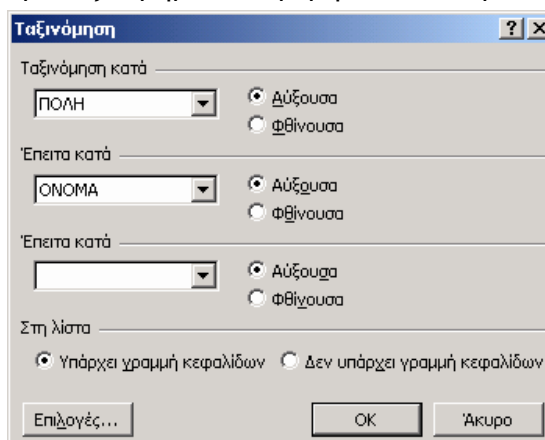 Ταξινόμηση
Ταξινόμηση κατά
ΠΟΛΗ
Αύξουσα
Φθίνουσα
Έπειτα κατά
ΟΝΟΜΑ
Αύξουσα
Φθίνουσα
Έπειτα κατά
Αύξουσα
Φθίνουσα
Στη λίστα
Υπάρχει γραμμή κεφαλίδων Δεν υπάρχει γραμμή κεφαλίδων
Επιλογές... OK Άκυρο